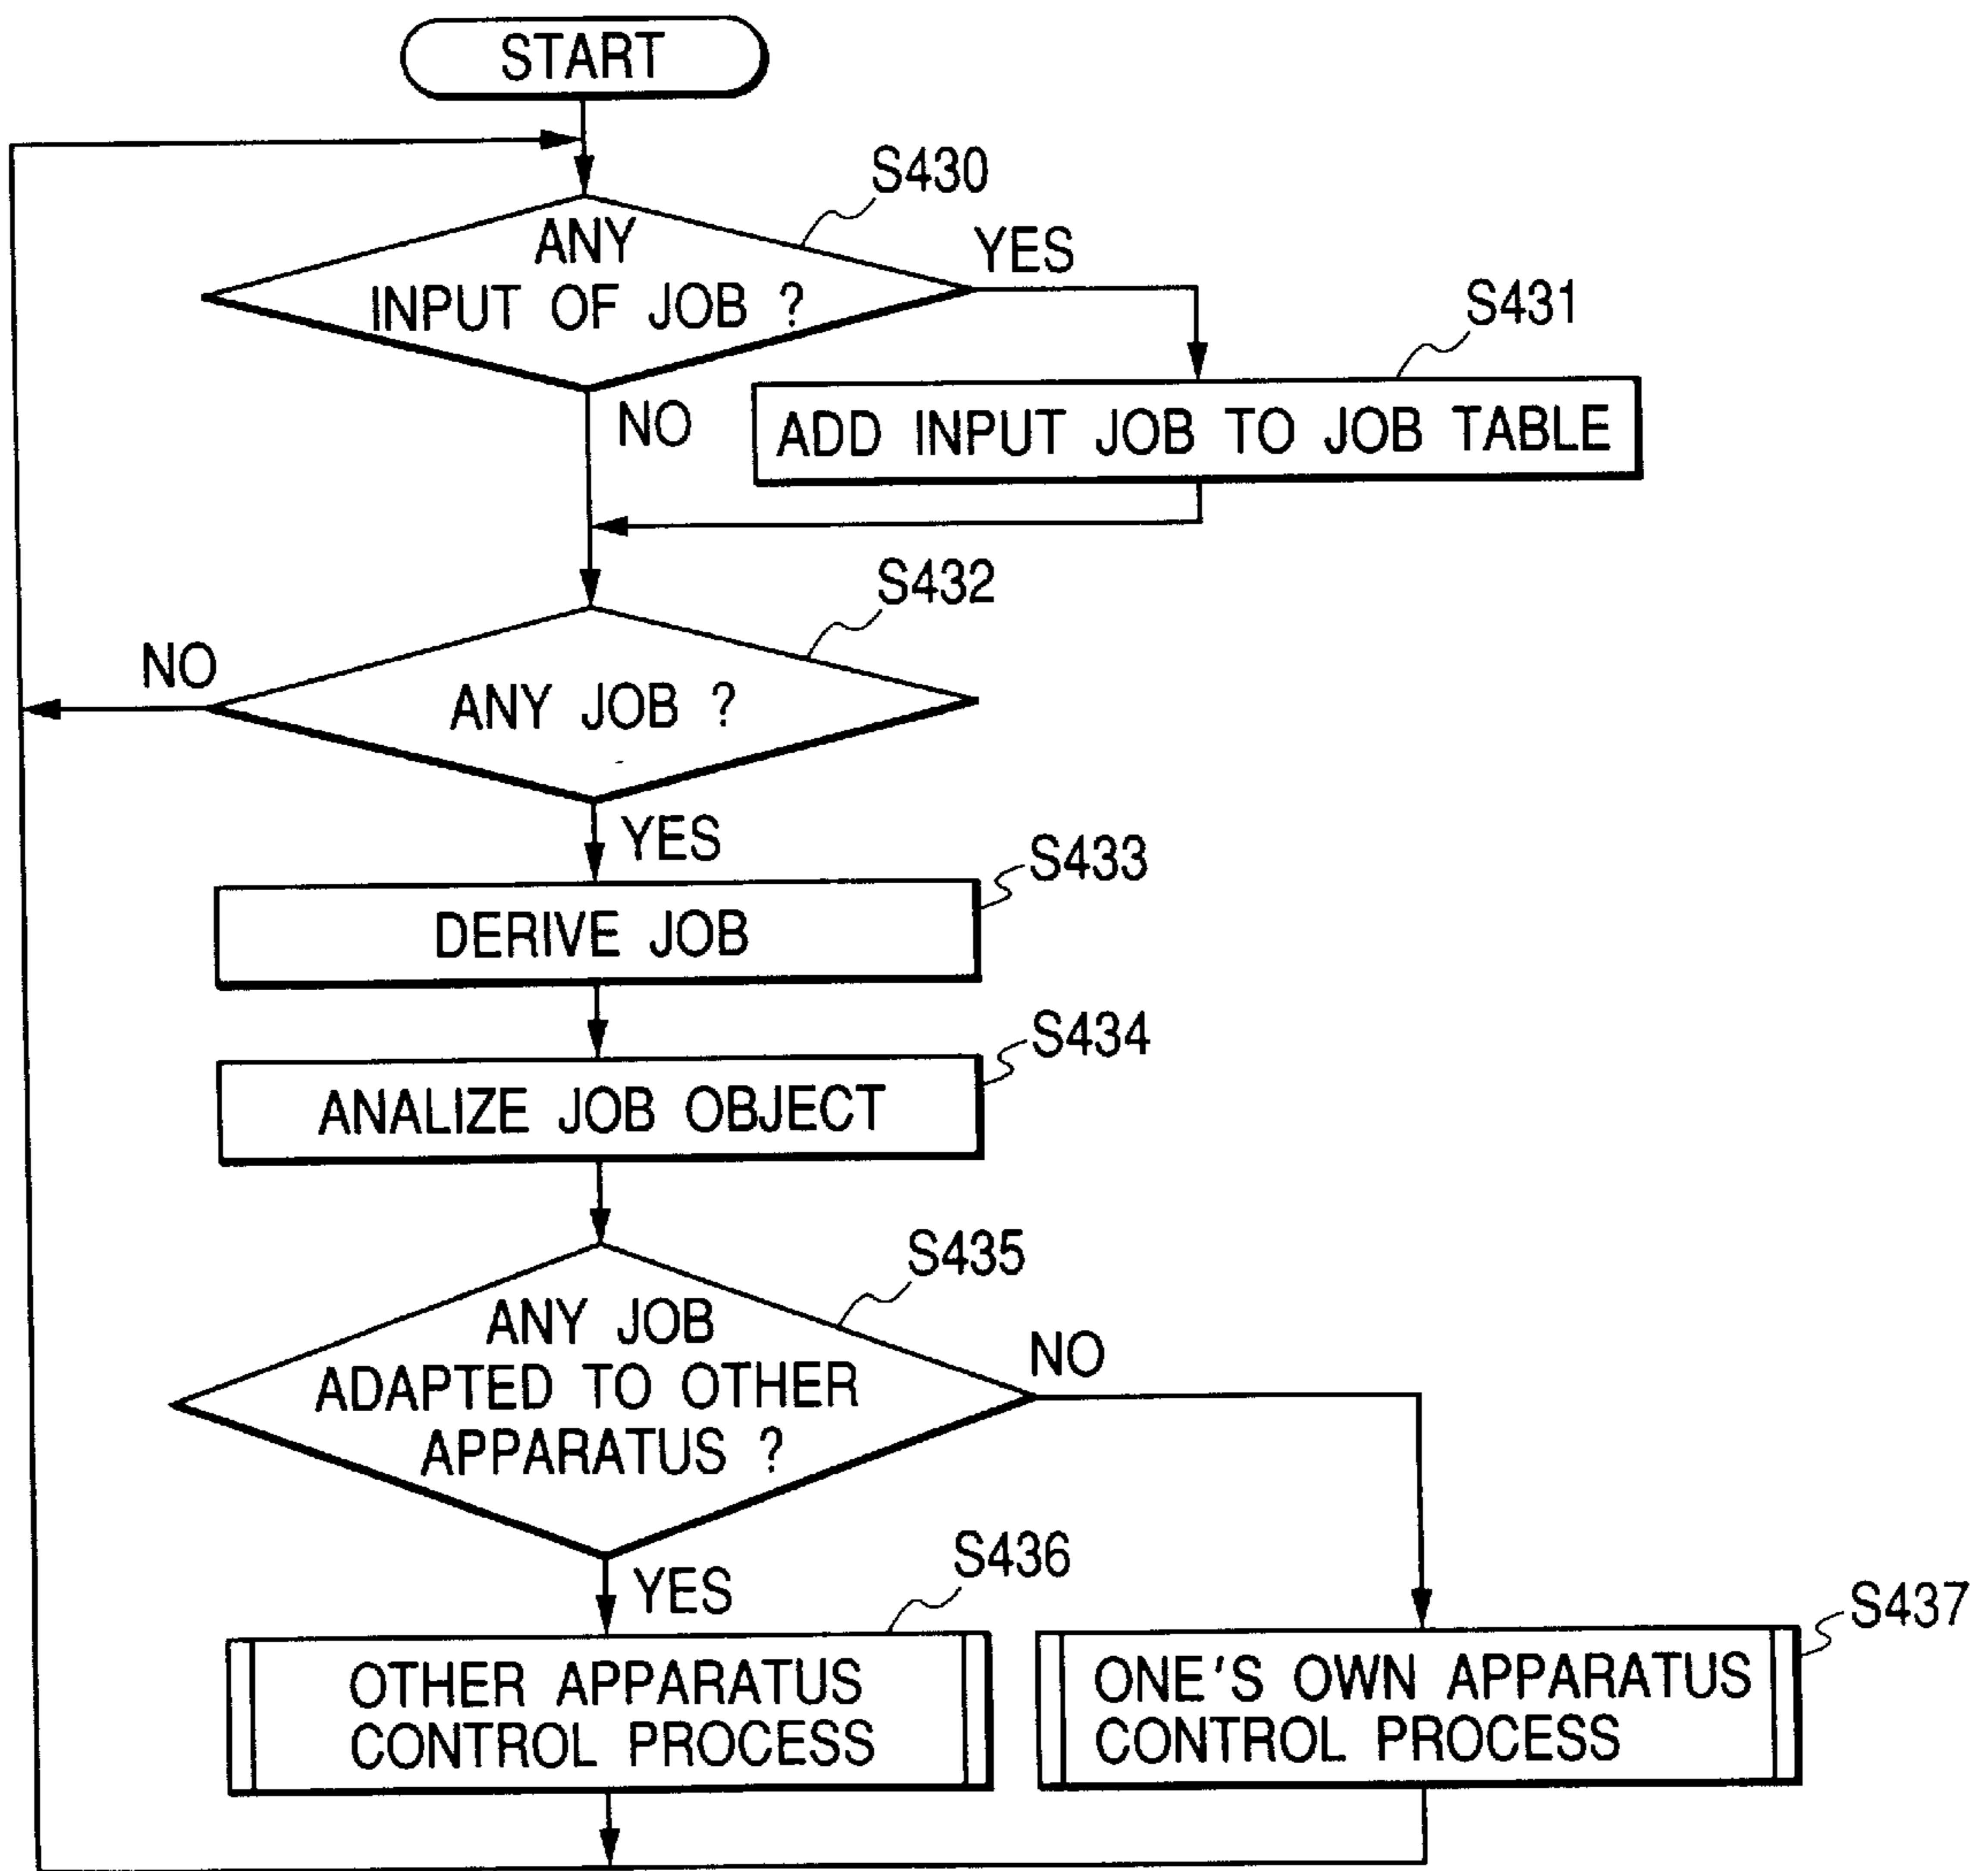 START
S430
ANY
INPUT OF JOB ?
YES
S431
NO
ADD INPUT JOB TO JOB TABLE
S432
NO
ANY JOB ?
YES
S433
DERIVE JOB
S434
ANALIZE JOB OBJECT
S435
ANY JOB
ADAPTED TO OTHER
APPARATUS ?
NO
YES
S436
S437
OTHER APPARATUS
CONTROL PROCESS
ONE'S OWN APPARATUS
CONTROL PROCESS